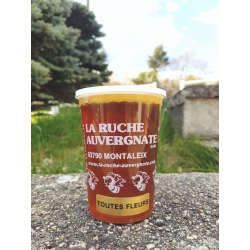 LA RUCHE
AUVERGNATE
63790 MONTALEIX
www.la-ruche-auvergnate.com
TOUTES FLEURS